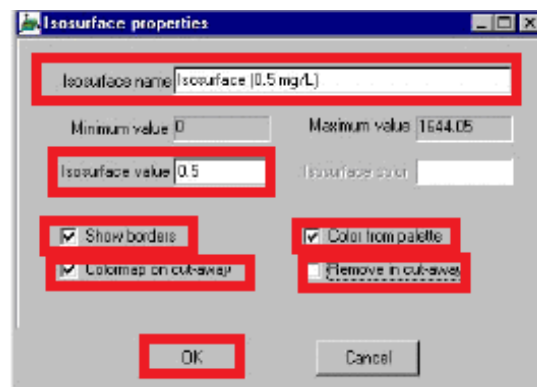 Isosurface properties
Isosurface name Isosurface (0.5 mg/L)
Minimum value 0 Maximum value 1644.05
Isosurface value 0.5 Isosurface color
Show borders Color from palette
Colormap on cut-away Remove in cut-away
OK Cancel